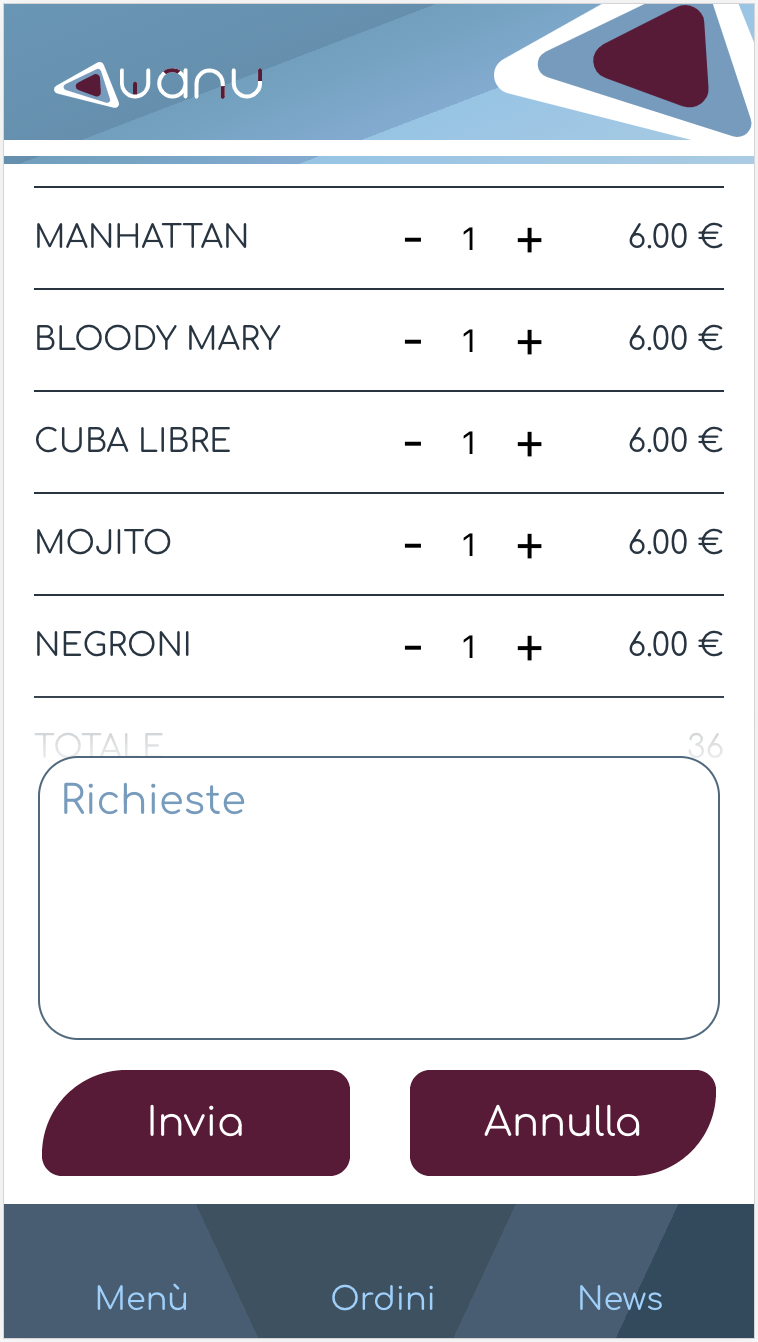 uanu
MANHATTAN - 1 + 6.00 €
BLOODY MARY - 1 + 6.00 €
CUBA LIBRE - 1 + 6.00 €
MOJITO - 1 + 6.00 €
NEGRONI - 1 + 6.00 €
TOTALE 36
Richieste
Invia Annulla
Menù Ordini News